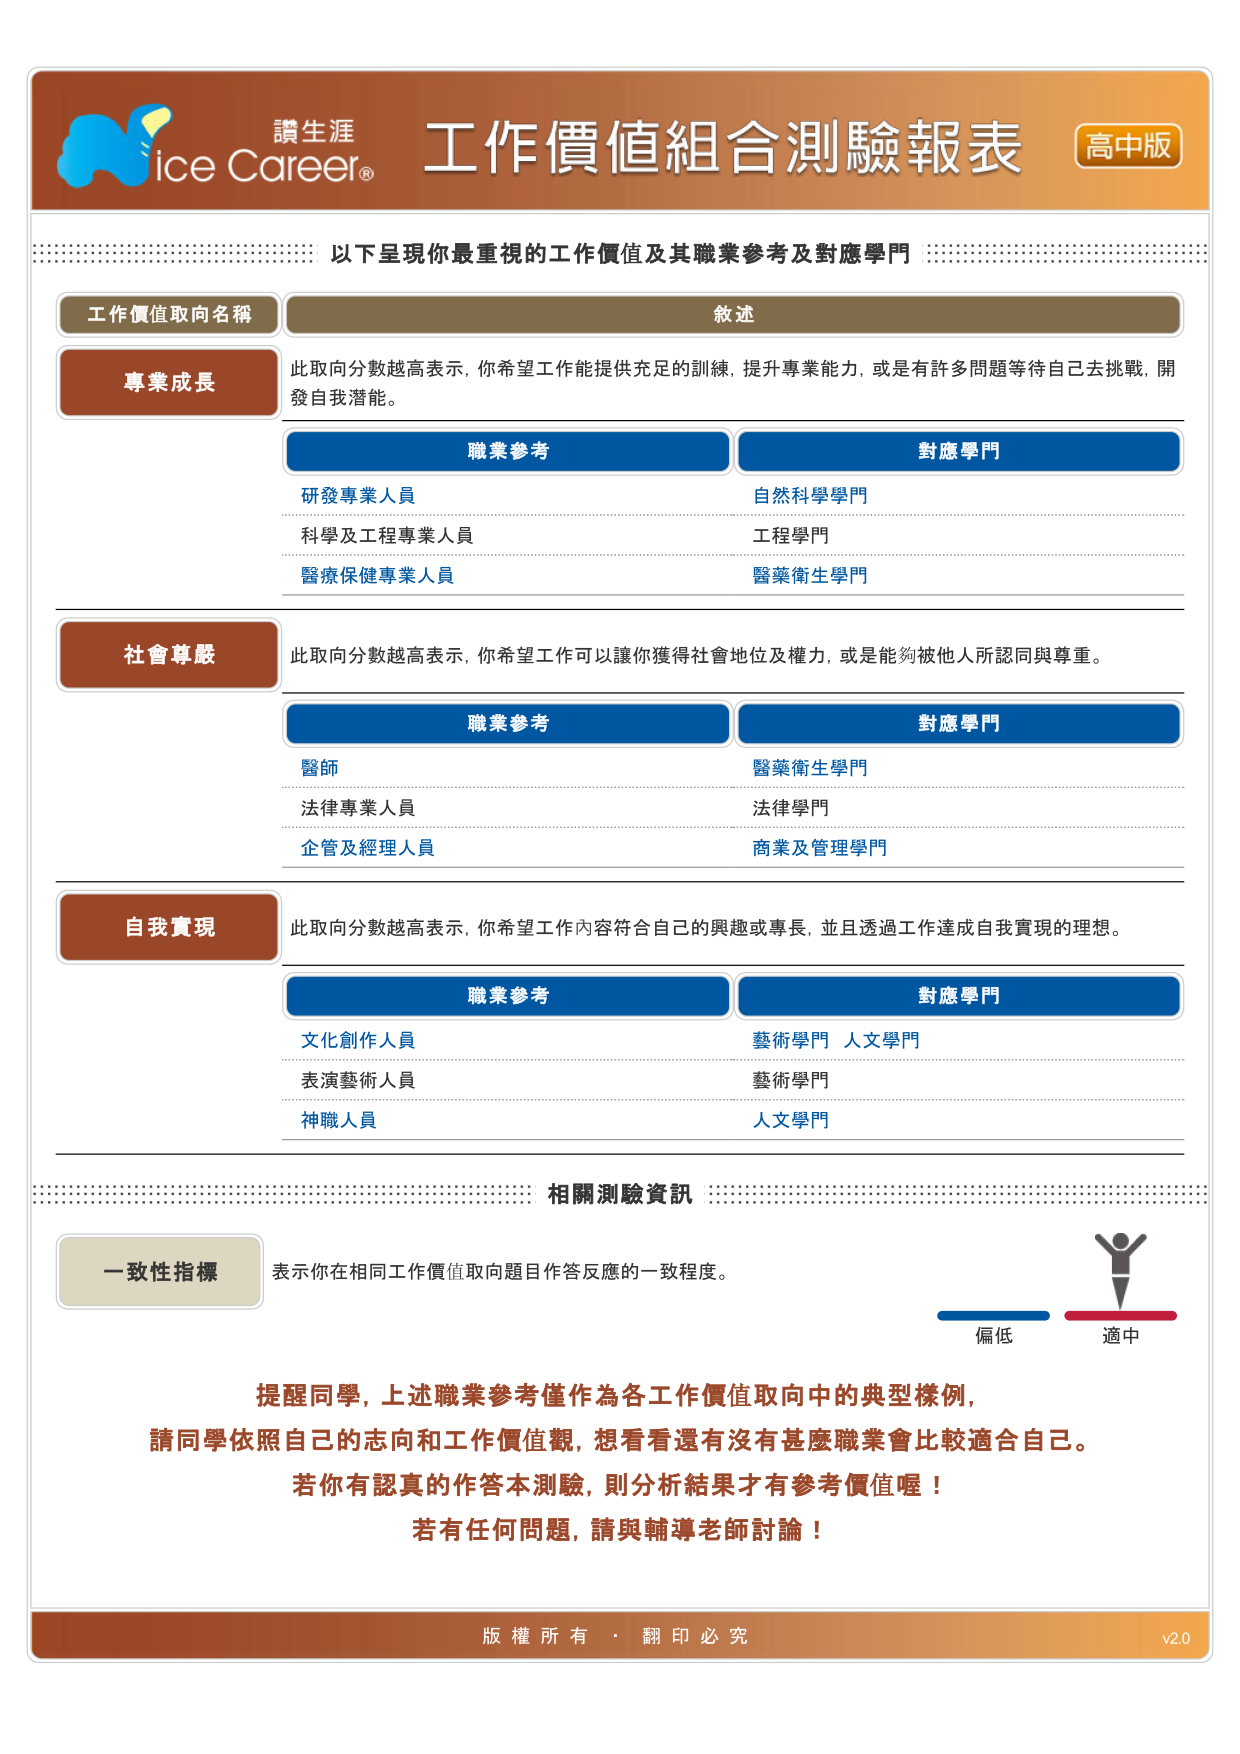 讚生涯
Nice Career®
工作價值組合測驗報表
高中版
以下呈現你最重視的工作價值及其職業參考及對應學門
工作價值取向名稱 敘述
專業成長
此取向分數越高表示, 你希望工作能提供充足的訓練, 提升專業能力, 或是有許多問題等待自己去挑戰, 開
發自我潛能。
職業參考 對應學門
研發專業人員 自然科學學門
科學及工程專業人員 工程學門
醫療保健專業人員 醫藥衛生學門
社會尊嚴
此取向分數越高表示, 你希望工作可以讓你獲得社會地位及權力, 或是能夠被他人所認同與尊重。
職業參考 對應學門
醫師 醫藥衛生學門
法律專業人員 法律學門
企管及經理人員 商業及管理學門
自我實現
此取向分數越高表示, 你希望工作內容符合自己的興趣或專長, 並且透過工作達成自我實現的理想。
職業參考 對應學門
文化創作人員 藝術學門 人文學門
表演藝術人員 藝術學門
神職人員 人文學門
相關測驗資訊
一致性指標
表示你在相同工作價值取向題目作答反應的一致程度。
偏低 適中
提醒同學, 上述職業參考僅作為各工作價值取向中的典型樣例,
請同學依照自己的志向和工作價值觀, 想看看還有沒有甚麼職業會比較適合自己。
若你有認真的作答本測驗, 則分析結果才有參考價值喔！
若有任何問題, 請與輔導老師討論！
版權所有 · 翻印必究
v2.0